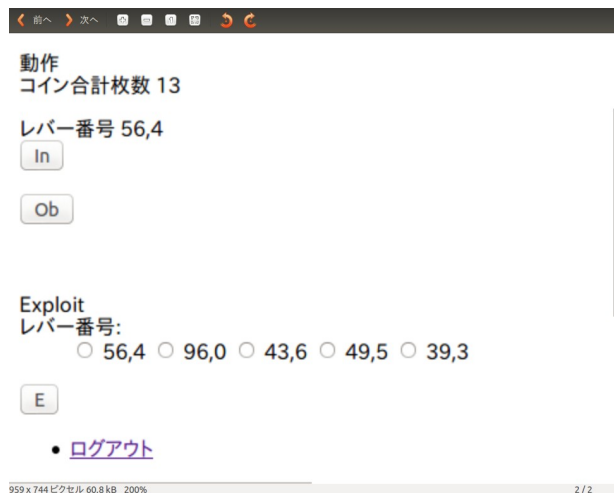 前へ 次へ
動作
コイン合計枚数 13
レバー番号 56,4
In
Ob
Exploit
レバー番号:
56,4 96,0 43,6 49,5 39,3
E
ログアウト
959 x 744 ピクセル 60.8 kB 200% 2 / 2